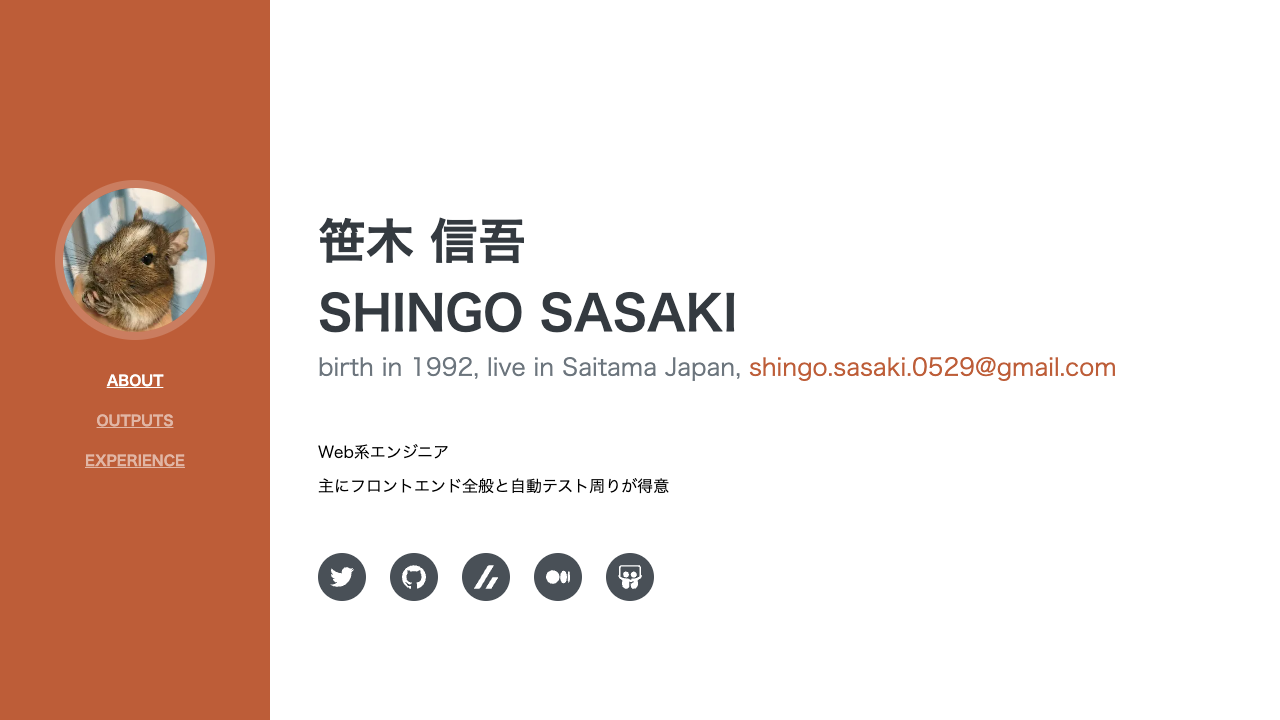 ABOUT
OUTPUTS
EXPERIENCE
笹木 信吾
SHINGO SASAKI
birth in 1992, live in Saitama Japan, shingo.sasaki.0529@gmail.com
Web系エンジニア
主にフロントエンド全般と自動テスト周りが得意